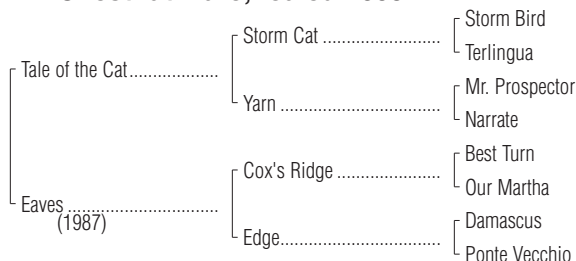 Storm Bird
Storm Cat
Terlingua
Tale of the Cat
Mr. Prospector
Yarn
Narrate
Best Turn
Cox's Ridge
Our Martha
Eaves
(1987)
Damascus
Edge
Ponte Vecchio